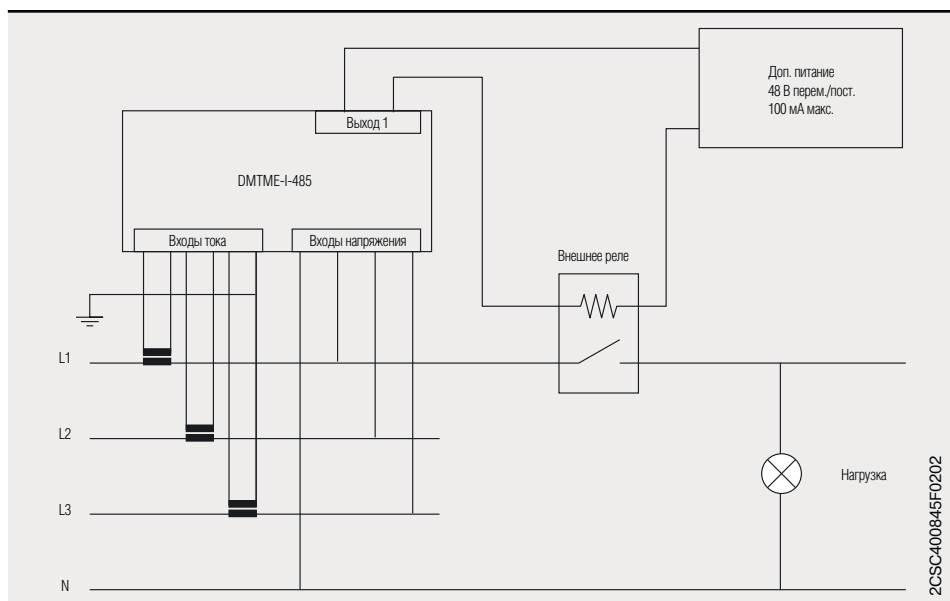 Доп. питание
48 В перем./пост.
100 мА макс.
Выход 1
DMTME-I-485
Входы тока
Входы напряжения
Внешнее реле
L1
L2
Нагрузка
L3
N
2CSC400845F0202